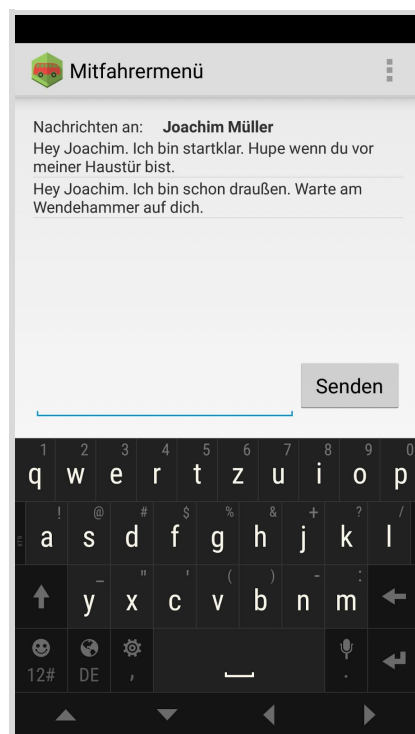 Mitfahrermenü
Nachrichten an: Joachim Müller
Hey Joachim. Ich bin startklar. Hupe wenn du vor
meiner Haustür bist.
Hey Joachim. Ich bin schon draußen. Warte am
Wendehammer auf dich.
Senden
1 2 3 4 5 6 7 8 9 0
q w e r t z u i o p
! @ # $ % & + ? /
a s d f g h j k l
_ " ' ( ) - :
y x c v b n m
12# DE , .